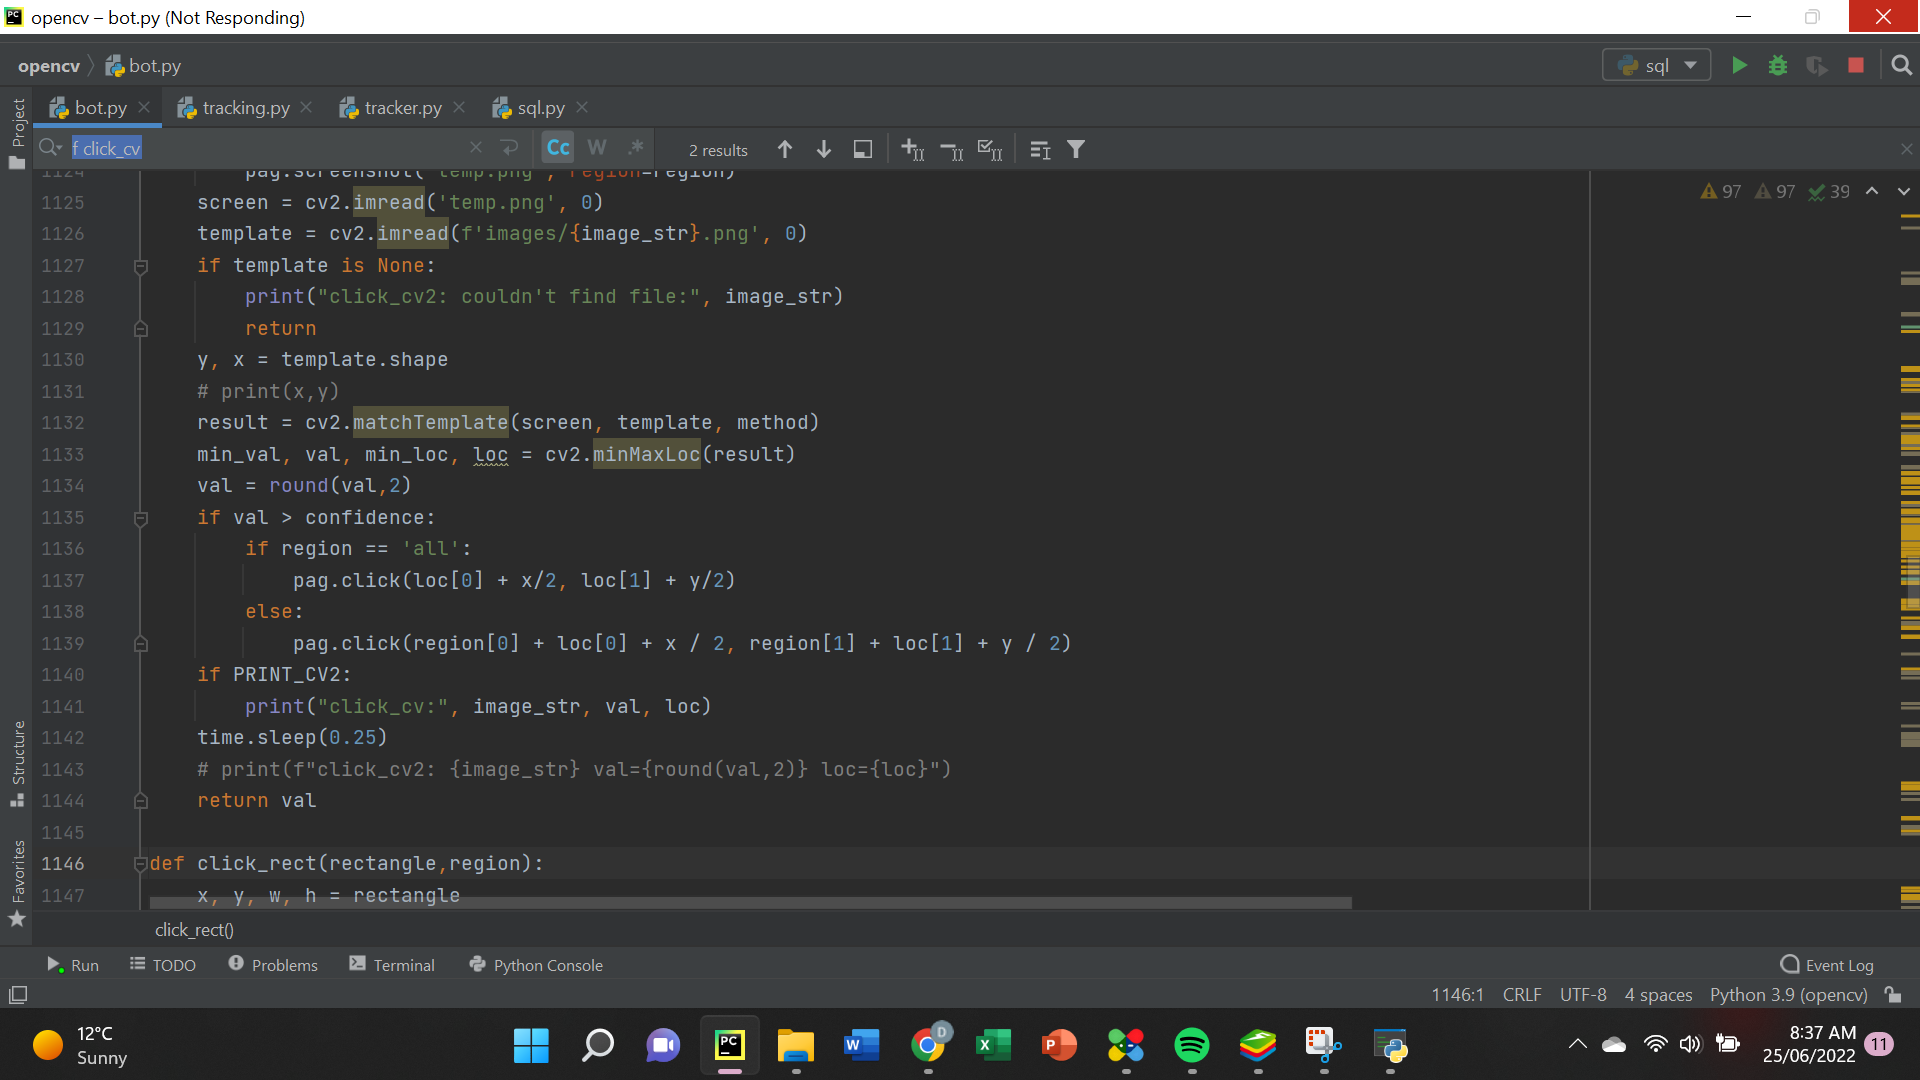 opencv – bot.py (Not Responding)
opencv bot.py
sql
bot.py tracking.py tracker.py sql.py
f click_cv
Cc W .* 2 results
97 97 39
Project
Structure
Favorites
1124 pag.screenshot('temp.png', region=region)
1125 screen = cv2.imread('temp.png', 0)
1126 template = cv2.imread(f'images/{image_str}.png', 0)
1127 if template is None:
1128 print("click_cv2: couldn't find file:", image_str)
1129 return
1130 y, x = template.shape
1131 # print(x,y)
1132 result = cv2.matchTemplate(screen, template, method)
1133 min_val, val, min_loc, loc = cv2.minMaxLoc(result)
1134 val = round(val,2)
1135 if val > confidence:
1136 if region == 'all':
1137 pag.click(loc[0] + x/2, loc[1] + y/2)
1138 else:
1139 pag.click(region[0] + loc[0] + x / 2, region[1] + loc[1] + y / 2)
1140 if PRINT_CV2:
1141 print("click_cv:", image_str, val, loc)
1142 time.sleep(0.25)
1143 # print(f"click_cv2: {image_str} val={round(val,2)} loc={loc}")
1144 return val
1145
1146 def click_rect(rectangle,region):
1147 x, y, w, h = rectangle
click_rect()
Run TODO Problems Terminal Python Console Event Log
1146:1 CRLF UTF-8 4 spaces Python 3.9 (opencv)
12°C
Sunny
8:37 AM
25/06/2022
11